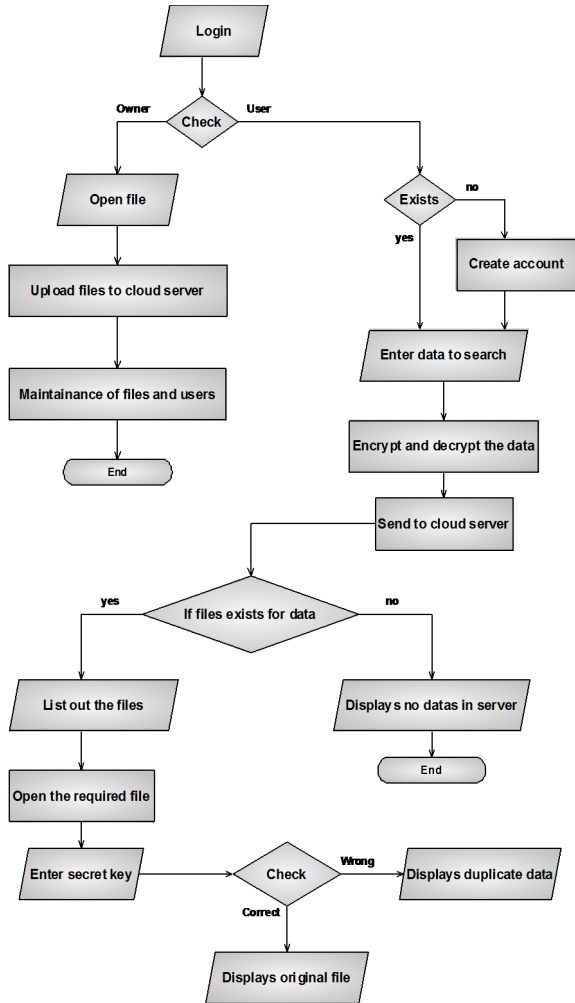 Login
Owner
User
Check
Open file
Exists
no
yes
Create account
Upload files to cloud server
Enter data to search
Maintainance of files and users
Encrypt and decrypt the data
End
Send to cloud server
yes
If files exists for data
no
List out the files
Displays no datas in server
End
Open the required file
Enter secret key
Check
Wrong
Displays duplicate data
Correct
Displays original file